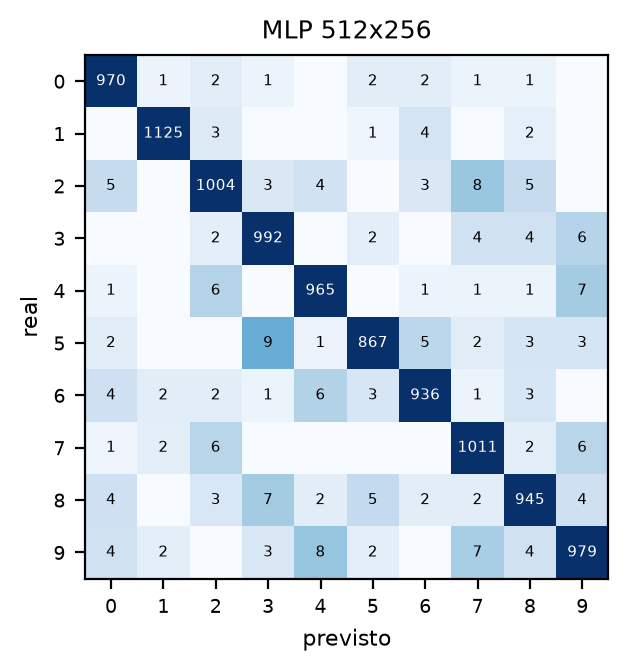 MLP 512x256
0 970 1 2 1 2 2 1 1
1 1125 3 1 4 2
2 5 1004 3 4 3 8 5
3 2 992 2 4 4 6
4 1 6 965 1 1 1 7
5 2 9 1 867 5 2 3 3
6 4 2 2 1 6 3 936 1 3
7 1 2 6 1011 2 6
8 4 3 7 2 5 2 2 945 4
9 4 2 3 8 2 7 4 979
0 1 2 3 4 5 6 7 8 9
real
previsto